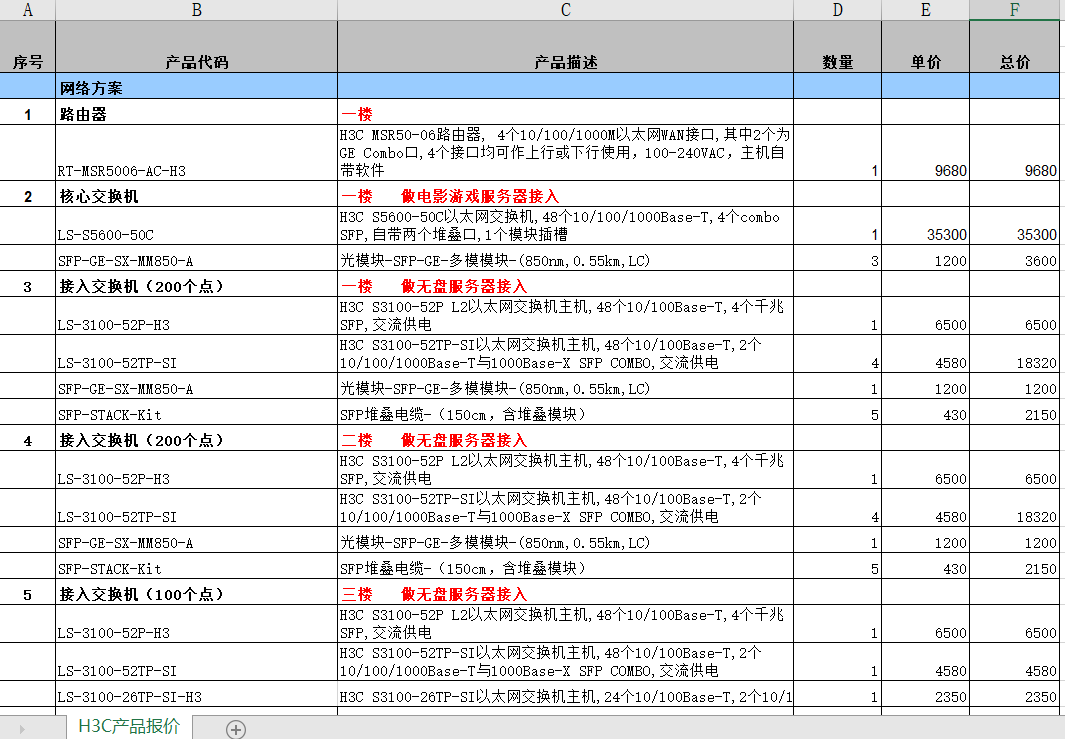 A B C D E F
序号 产品代码 产品描述 数量 单价 总价
网络方案
1 路由器 一楼
RT-MSR5006-AC-H3 H3C MSR50-06路由器, 4个10/100/1000M以太网WAN接口,其中2个为
GE Combo口,4个接口均可作上行或下行使用，100-240VAC，主机自
带软件 1 9680 9680
2 核心交换机 一楼 做电影游戏服务器接入
LS-S5600-50C H3C S5600-50C以太网交换机,48个10/100/1000Base-T,4个combo
SFP,自带两个堆叠口,1个模块插槽 1 35300 35300
SFP-GE-SX-MM850-A 光模块-SFP-GE-多模模块-(850nm,0.55km,LC) 3 1200 3600
3 接入交换机（200个点） 一楼 做无盘服务器接入
LS-3100-52P-H3 H3C S3100-52P L2以太网交换机主机,48个10/100Base-T,4个千兆
SFP,交流供电 1 6500 6500
LS-3100-52TP-SI H3C S3100-52TP-SI以太网交换机主机,48个10/100Base-T,2个
10/100/1000Base-T与1000Base-X SFP COMBO,交流供电 4 4580 18320
SFP-GE-SX-MM850-A 光模块-SFP-GE-多模模块-(850nm,0.55km,LC) 1 1200 1200
SFP-STACK-Kit SFP堆叠电缆-（150cm，含堆叠模块） 5 430 2150
4 接入交换机（200个点） 二楼 做无盘服务器接入
LS-3100-52P-H3 H3C S3100-52P L2以太网交换机主机,48个10/100Base-T,4个千兆
SFP,交流供电 1 6500 6500
LS-3100-52TP-SI H3C S3100-52TP-SI以太网交换机主机,48个10/100Base-T,2个
10/100/1000Base-T与1000Base-X SFP COMBO,交流供电 4 4580 18320
SFP-GE-SX-MM850-A 光模块-SFP-GE-多模模块-(850nm,0.55km,LC) 1 1200 1200
SFP-STACK-Kit SFP堆叠电缆-（150cm，含堆叠模块） 5 430 2150
5 接入交换机（100个点） 三楼 做无盘服务器接入
LS-3100-52P-H3 H3C S3100-52P L2以太网交换机主机,48个10/100Base-T,4个千兆
SFP,交流供电 1 6500 6500
LS-3100-52TP-SI H3C S3100-52TP-SI以太网交换机主机,48个10/100Base-T,2个
10/100/1000Base-T与1000Base-X SFP COMBO,交流供电 1 4580 4580
LS-3100-26TP-SI-H3 H3C S3100-26TP-SI以太网交换机主机,24个10/100Base-T,2个10/1 1 2350 2350
H3C产品报价